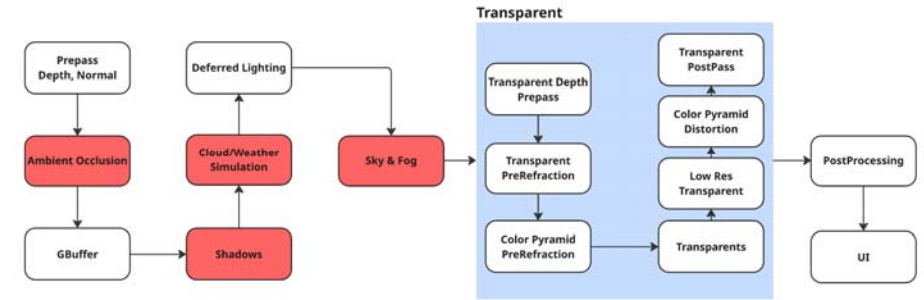 Prepass
Depth, Normal
Ambient Occlusion
GBuffer
Shadows
Cloud/Weather
Simulation
Deferred Lighting
Sky & Fog
Transparent
Transparent Depth
Prepass
Transparent
PreRefraction
Color Pyramid
PreRefraction
Transparents
Low Res
Transparent
Color Pyramid
Distortion
Transparent
PostPass
PostProcessing
UI